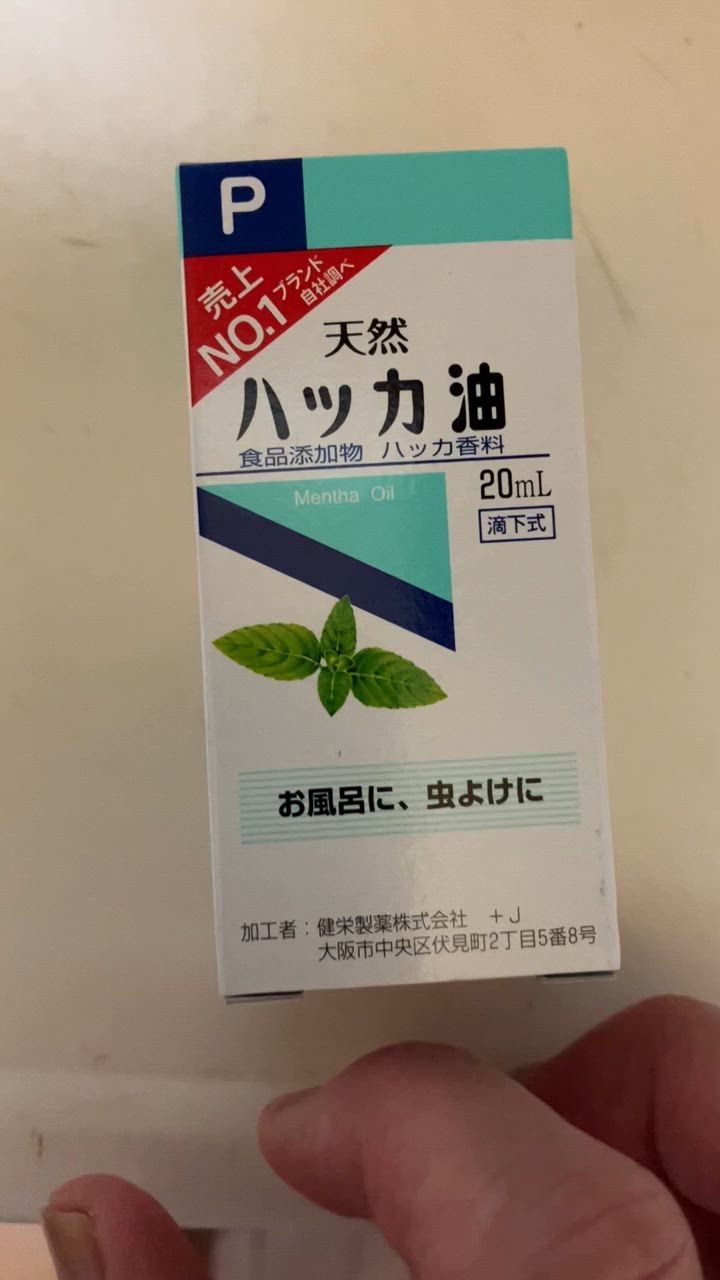 P
売上
NO.1
ブランド
自社調べ
天然
ハッカ油
食品添加物 ハッカ香料
Mentha Oil
20mL
滴下式
お風呂に、虫よけに
加工者：健栄製薬株式会社 +J
大阪市中央区伏見町2丁目5番8号